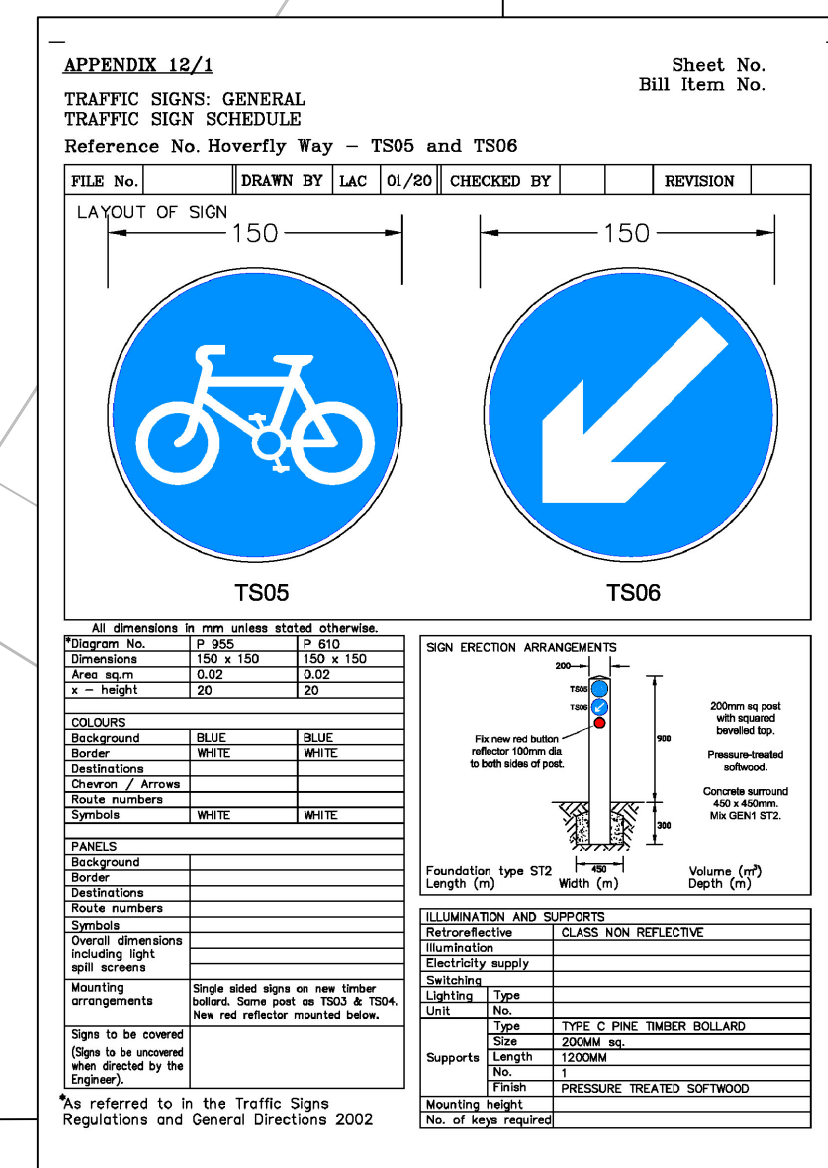 APPENDIX 12/1
Sheet No.
Bill Item No.
TRAFFIC SIGNS: GENERAL
TRAFFIC SIGN SCHEDULE
Reference No. Hoverfly Way – TS05 and TS06
FILE No. DRAWN BY LAC 01/20 CHECKED BY REVISION
LAYOUT OF SIGN
150 150
TS05 TS06
All dimensions in mm unless stated otherwise.
*Diagram No. P 955 P 610
Dimensions 150 x 150 150 x 150
Area sq.m 0.02 0.02
x – height 20 20
COLOURS
Background BLUE BLUE
Border WHITE WHITE
Destinations
Chevron / Arrows
Route numbers
Symbols WHITE WHITE
PANELS
Background
Border
Destinations
Route numbers
Symbols
Overall dimensions
including light
spill screens
Mounting
arrangements
Single sided signs on new timber
bollard. Same post as TS03 & TS04.
New red reflector mounted below.
Signs to be covered
(Signs to be uncovered
when directed by the
Engineer).
*As referred to in the Traffic Signs
Regulations and General Directions 2002
SIGN ERECTION ARRANGEMENTS
200
TS05
TS06
Fix new red button
reflector 100mm dia
to both sides of post.
900
300
450
200mm sq post
with squared
bevelled top.
Pressure-treated
softwood.
Concrete surround
450 x 450mm.
Mix GEN1 ST2.
Foundation type ST2 Volume (m³)
Length (m) Width (m) Depth (m)
ILLUMINATION AND SUPPORTS
Retroreflective CLASS NON REFLECTIVE
Illumination
Electricity supply
Switching
Lighting Type
Unit No.
Supports
Type TYPE C PINE TIMBER BOLLARD
Size 200MM sq.
Length 1200MM
No. 1
Finish PRESSURE TREATED SOFTWOOD
Mounting height
No. of keys required